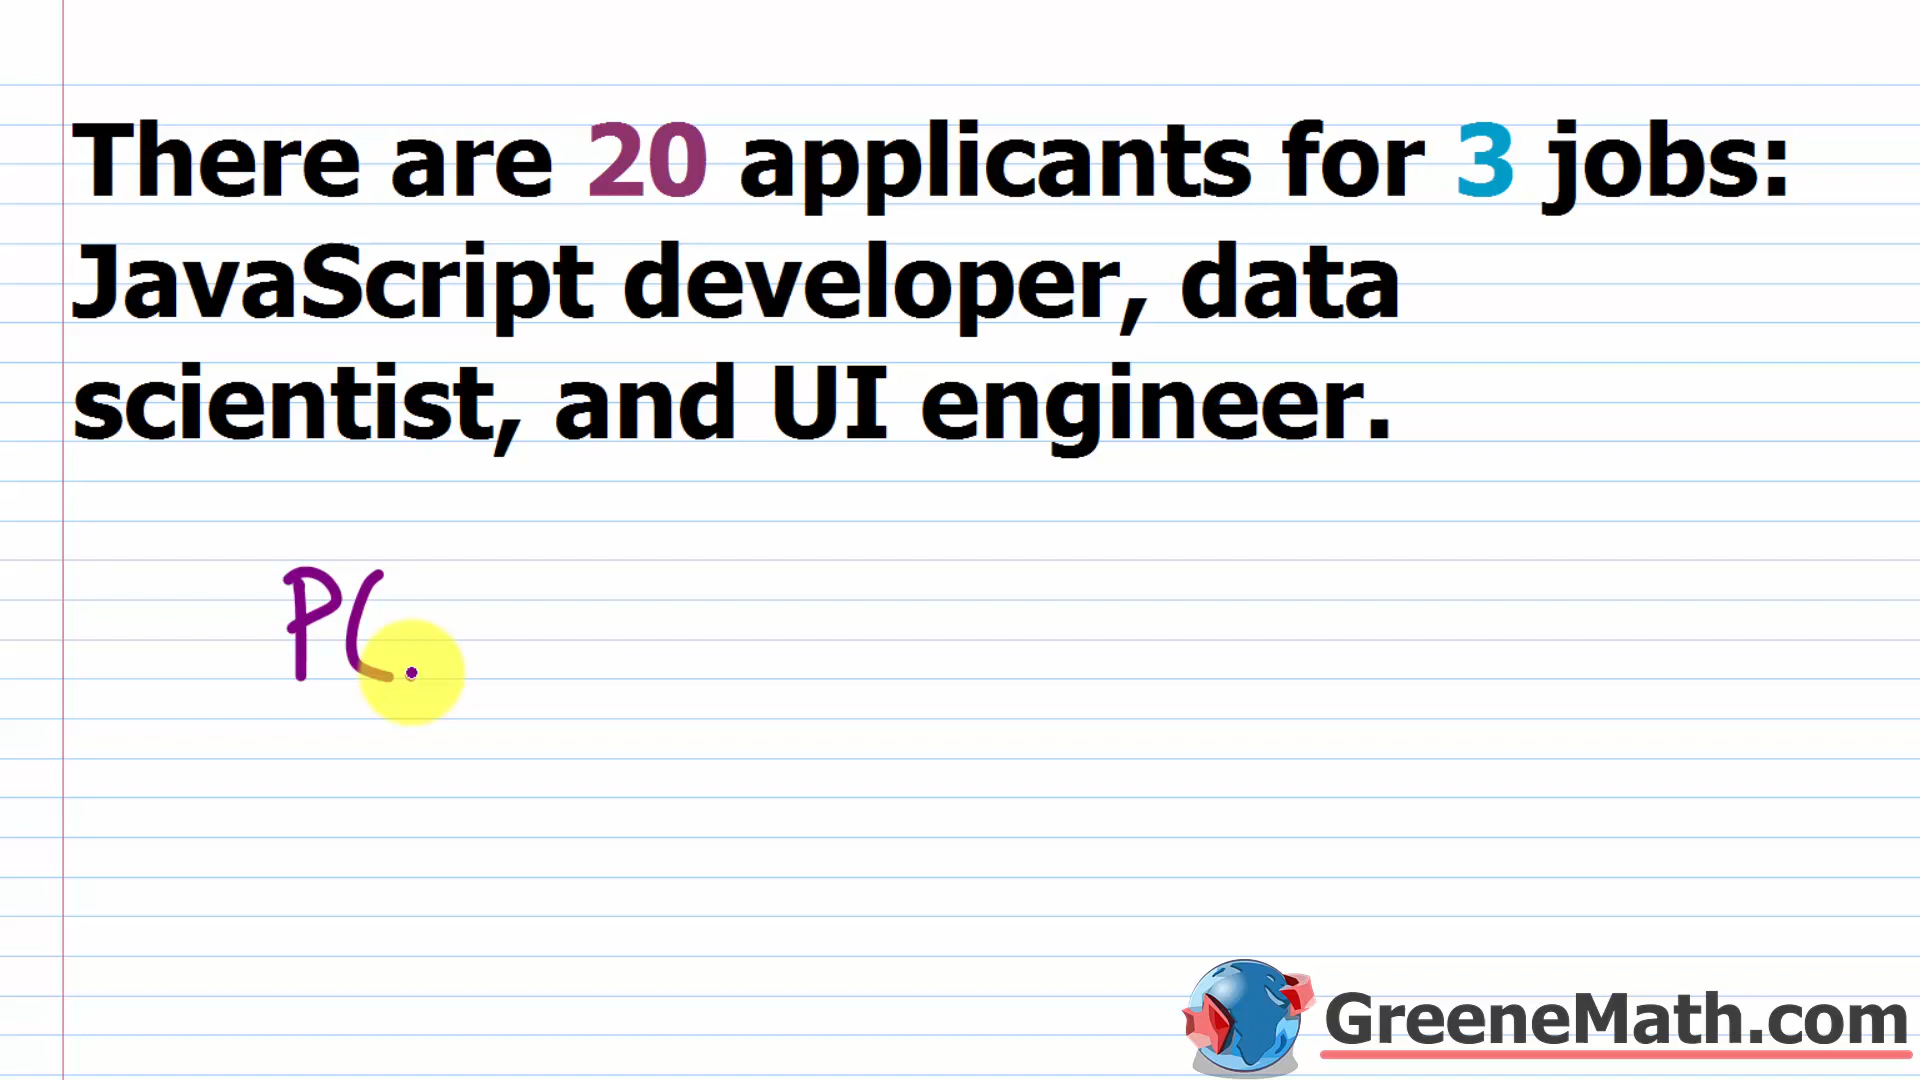 There are 20 applicants for 3 jobs:
JavaScript developer, data
scientist, and UI engineer.
P(
GreeneMath.com